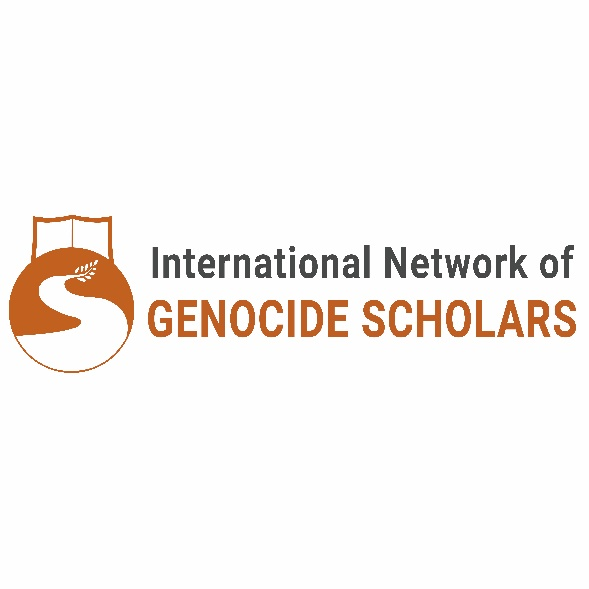 International Network of
GENOCIDE SCHOLARS